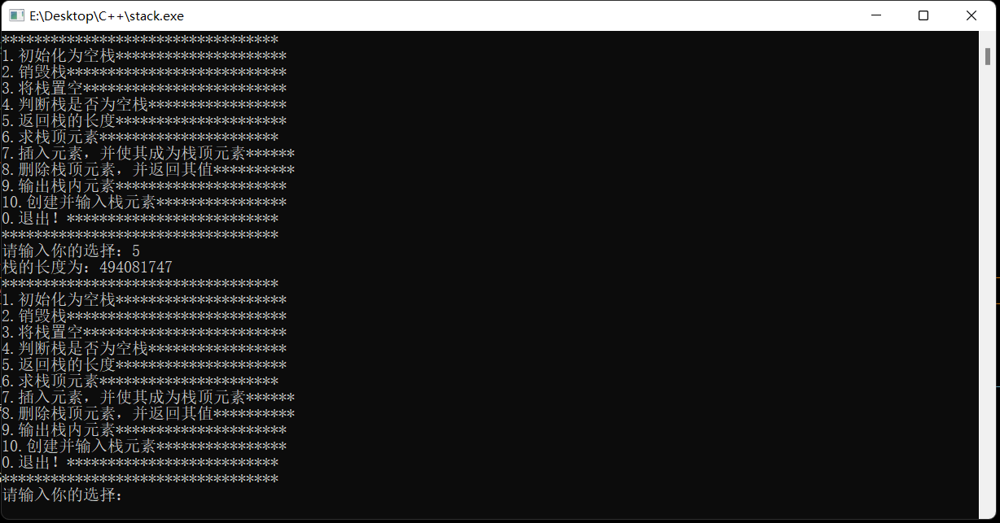 E:\Desktop\C++\stack.exe
**********************************
1.初始化为空栈*********************
2.销毁栈***************************
3.将栈置空*************************
4.判断栈是否为空栈*****************
5.返回栈的长度*********************
6.求栈顶元素**********************
7.插入元素，并使其成为栈顶元素******
8.删除栈顶元素，并返回其值**********
9.输出栈内元素*********************
10.创建并输入栈元素****************
0.退出！**************************
**********************************
请输入你的选择：5
栈的长度为：494081747
**********************************
1.初始化为空栈*********************
2.销毁栈***************************
3.将栈置空*************************
4.判断栈是否为空栈*****************
5.返回栈的长度*********************
6.求栈顶元素**********************
7.插入元素，并使其成为栈顶元素******
8.删除栈顶元素，并返回其值**********
9.输出栈内元素*********************
10.创建并输入栈元素****************
0.退出！**************************
**********************************
请输入你的选择：